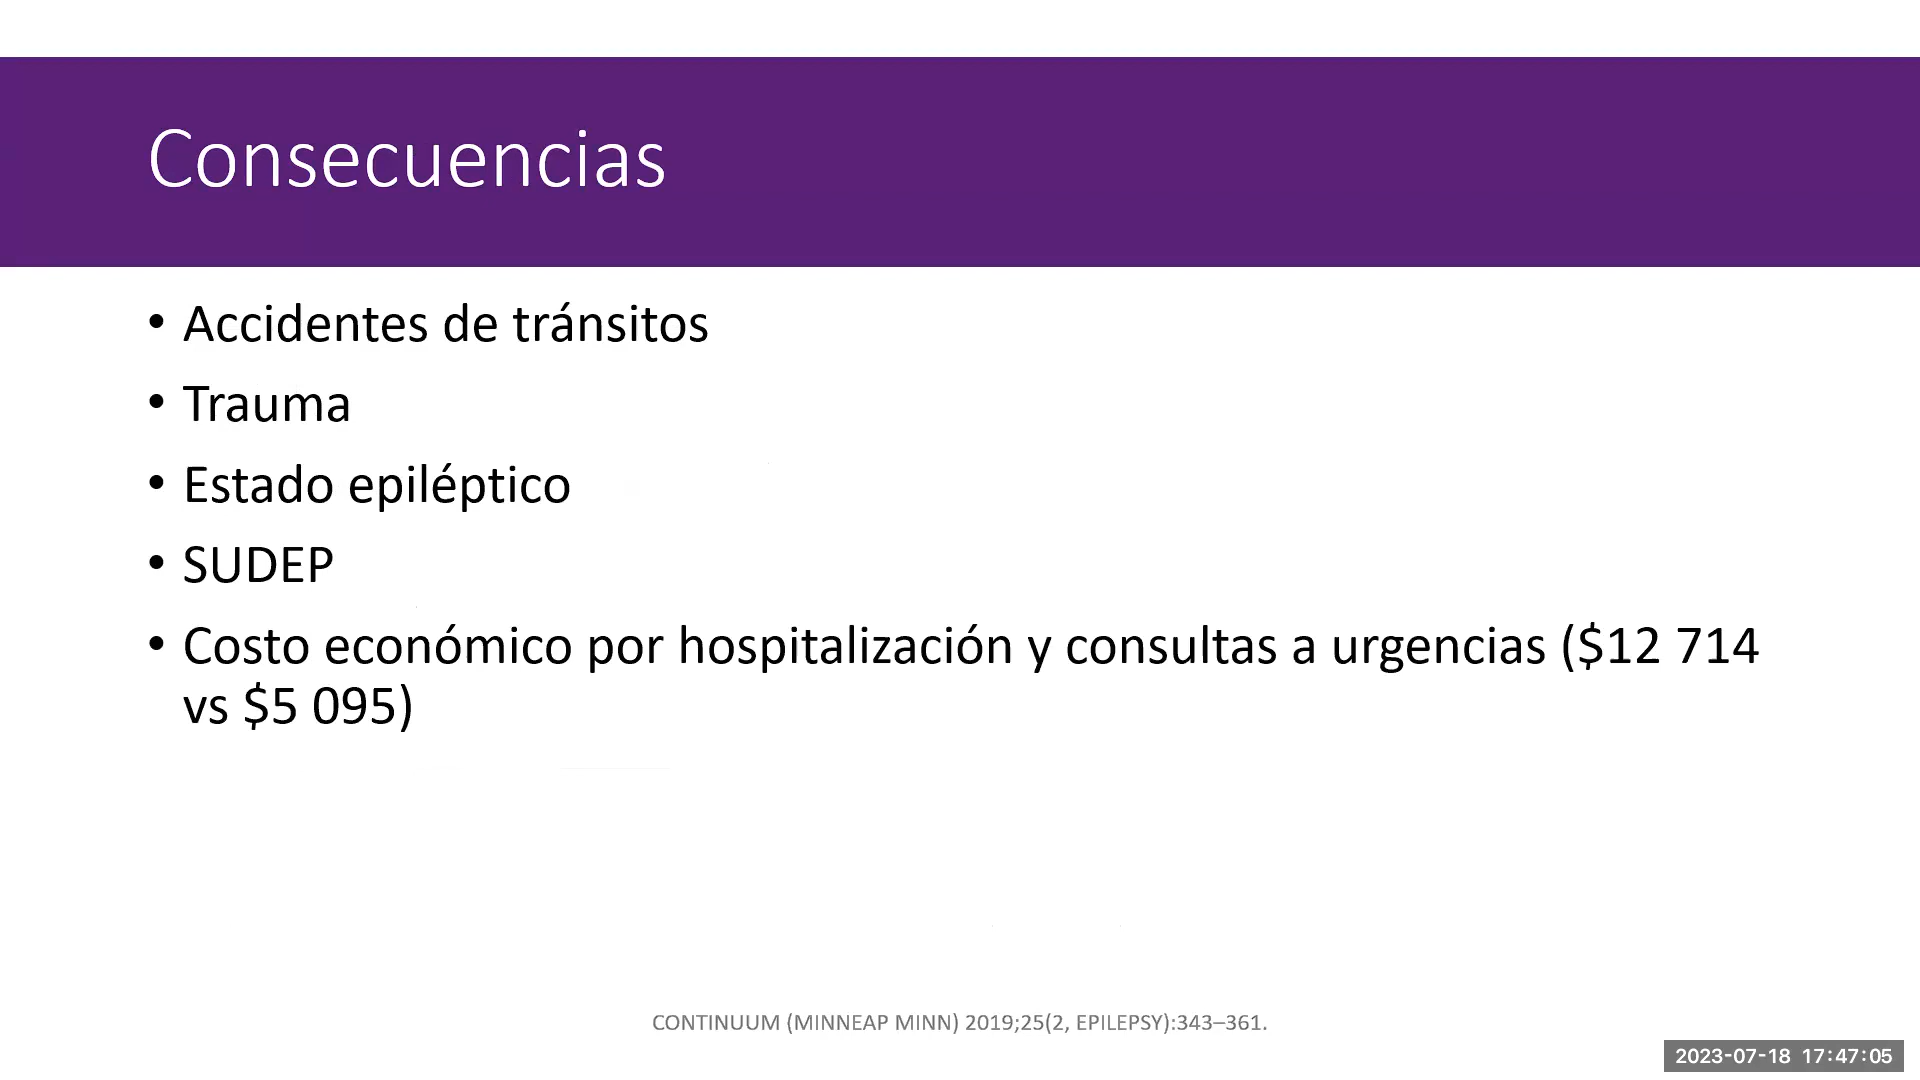 Consecuencias
• Accidentes de tránsitos
• Trauma
• Estado epiléptico
• SUDEP
• Costo económico por hospitalización y consultas a urgencias ($12 714
vs $5 095)
CONTINUUM (MINNEAP MINN) 2019;25(2, EPILEPSY):343–361.
2023-07-18 17:47:05